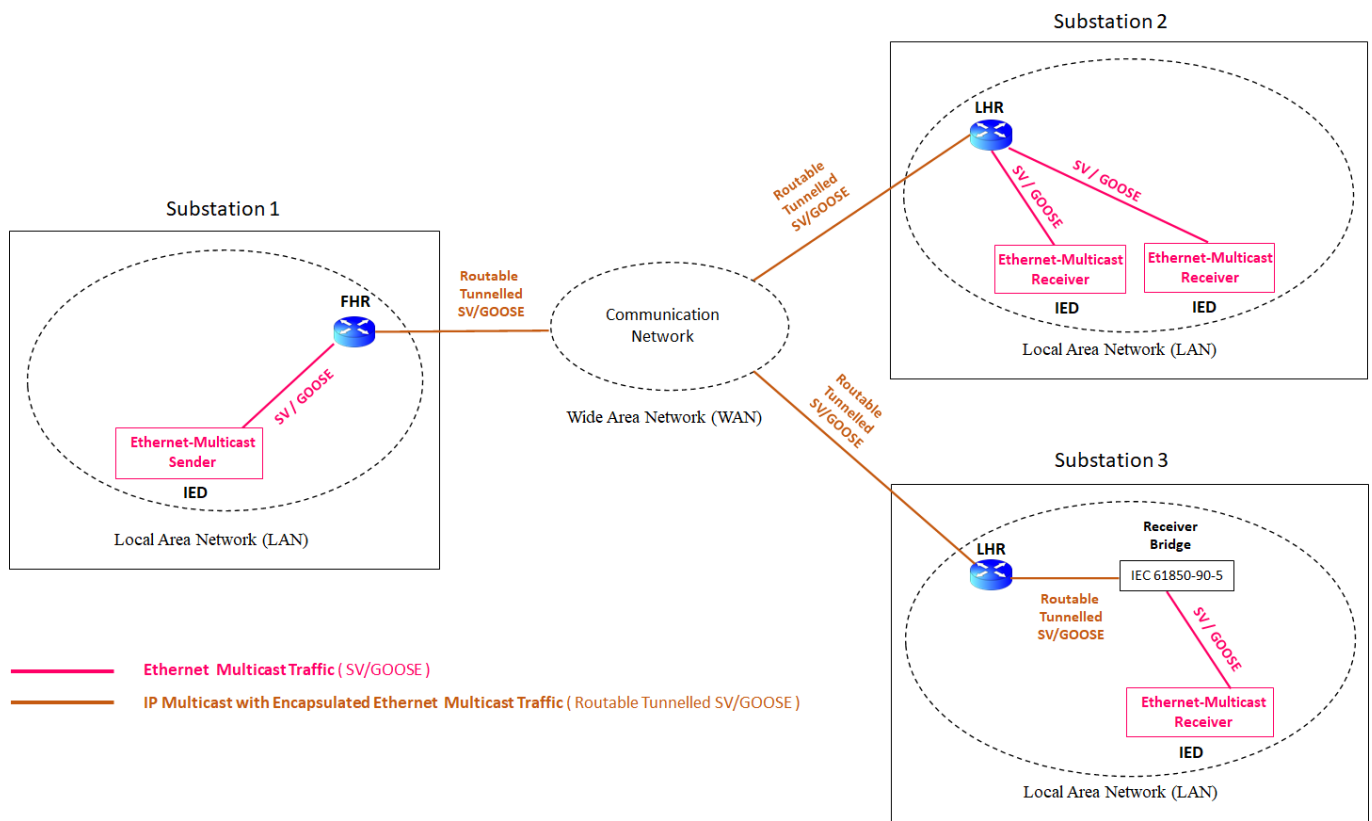 Substation 1
FHR
SV / GOOSE
Ethernet-Multicast
Sender
IED
Local Area Network (LAN)
Routable
Tunnelled
SV/GOOSE
Communication
Network
Wide Area Network (WAN)
Routable
Tunnelled
SV/GOOSE
Substation 2
LHR
SV / GOOSE
SV / GOOSE
Ethernet-Multicast
Receiver
IED
Ethernet-Multicast
Receiver
IED
Local Area Network (LAN)
Routable
Tunnelled
SV/GOOSE
Substation 3
LHR
Routable
Tunnelled
SV/GOOSE
Receiver
Bridge
IEC 61850-90-5
SV / GOOSE
Ethernet-Multicast
Receiver
IED
Local Area Network (LAN)
Ethernet Multicast Traffic ( SV/GOOSE )
IP Multicast with Encapsulated Ethernet Multicast Traffic ( Routable Tunnelled SV/GOOSE )